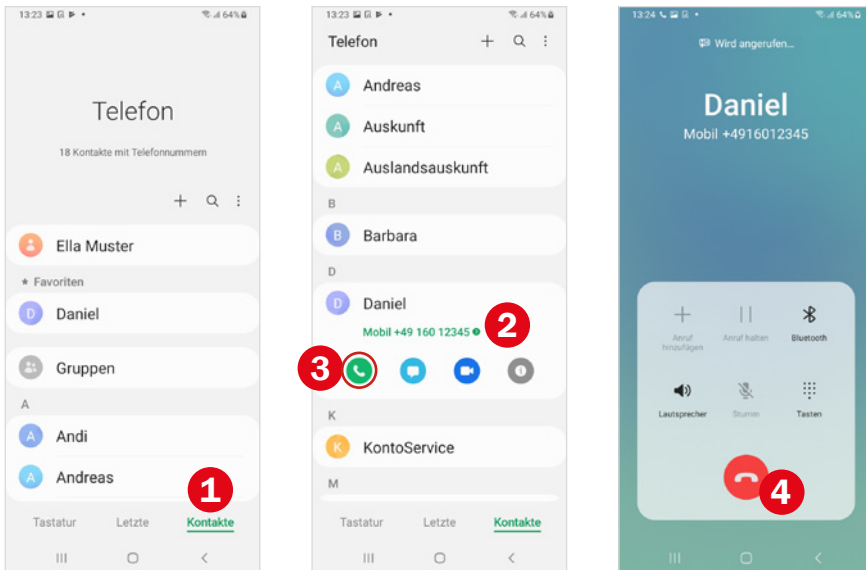 13:23
64%
Telefon
18 Kontakte mit Telefonnummern
Ella Muster
Favoriten
D Daniel
Gruppen
A
A Andi
A Andreas
1
Tastatur Letzte Kontakte
13:23
64%
Telefon
A Andreas
A Auskunft
A Auslandsauskunft
B
B Barbara
D
D Daniel
Mobil +49 160 12345
2
3
K
K KontoService
M
Tastatur Letzte Kontakte
13:24
64%
Wird angerufen...
Daniel
Mobil +4916012345
Anruf hinzufügen
Anruf halten
Bluetooth
Lautsprecher
Stumm
Tasten
4